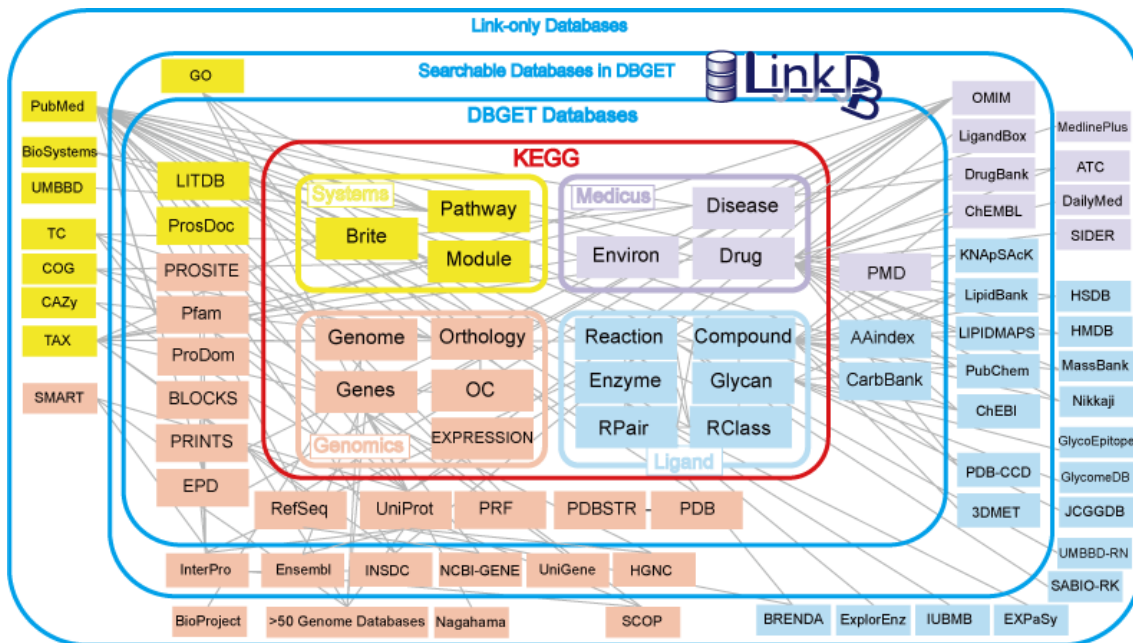 Link-only Databases
Searchable Databases in DBGET
LinkDB
DBGET Databases
KEGG
GO
PubMed
BioSystems
UMBBD
TC
COG
CAZy
TAX
SMART
LITDB
ProsDoc
PROSITE
Pfam
ProDom
BLOCKS
PRINTS
EPD
Systems
Pathway
Brite
Module
Medicus
Disease
Environ
Drug
Genome
Orthology
Genes
OC
EXPRESSION
Genomics
Reaction
Compound
Enzyme
Glycan
RPair
RClass
Ligand
PMD
AAindex
CarbBank
OMIM
LigandBox
DrugBank
ChEMBL
KNApSAcK
LipidBank
LIPIDMAPS
PubChem
ChEBI
PDB-CCD
3DMET
MedlinePlus
ATC
DailyMed
SIDER
HSDB
HMDB
MassBank
Nikkaji
GlycoEpitope
GlycomeDB
JCGGDB
UMBBD-RN
SABIO-RK
RefSeq
UniProt
PRF
PDBSTR
PDB
InterPro
Ensembl
INSDC
NCBI-GENE
UniGene
HGNC
BioProject
>50 Genome Databases
Nagahama
SCOP
BRENDA
ExplorEnz
IUBMB
EXPaSy